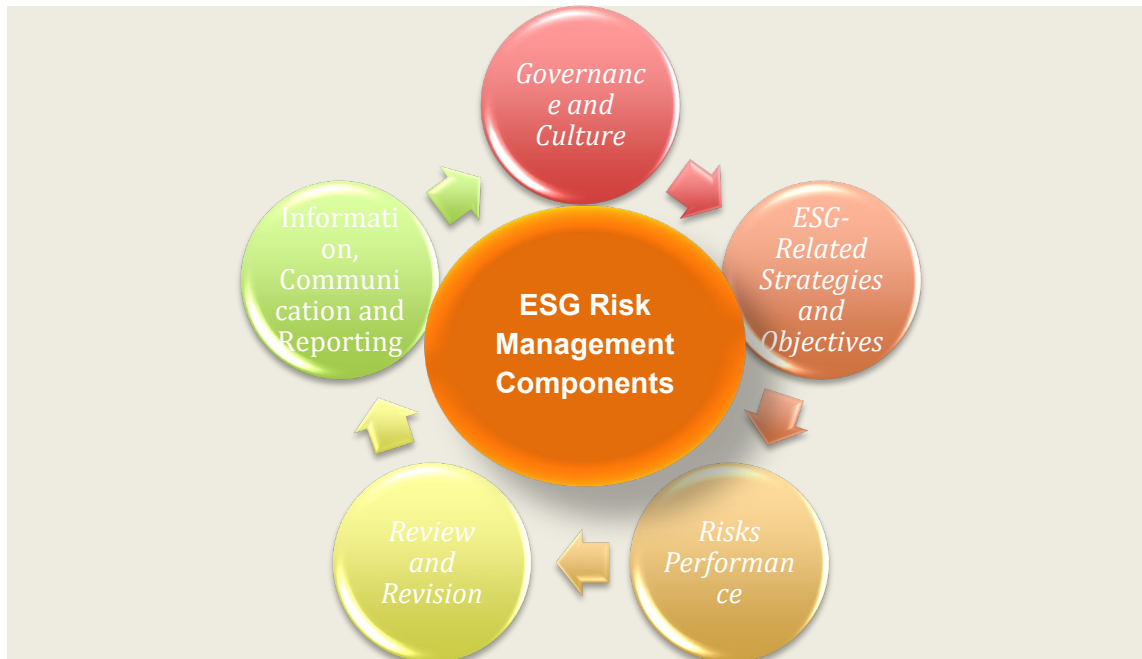 Governanc
e and
Culture
ESG-
Related
Strategies
and
Objectives
Risks
Performan
ce
Review
and
Revision
Informati
on,
Communi
cation and
Reporting
ESG Risk
Management
Components